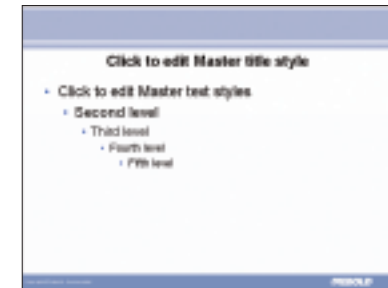 Click to edit Master title style
Click to edit Master text styles
Second level
Third level
Fourth level
Fifth level